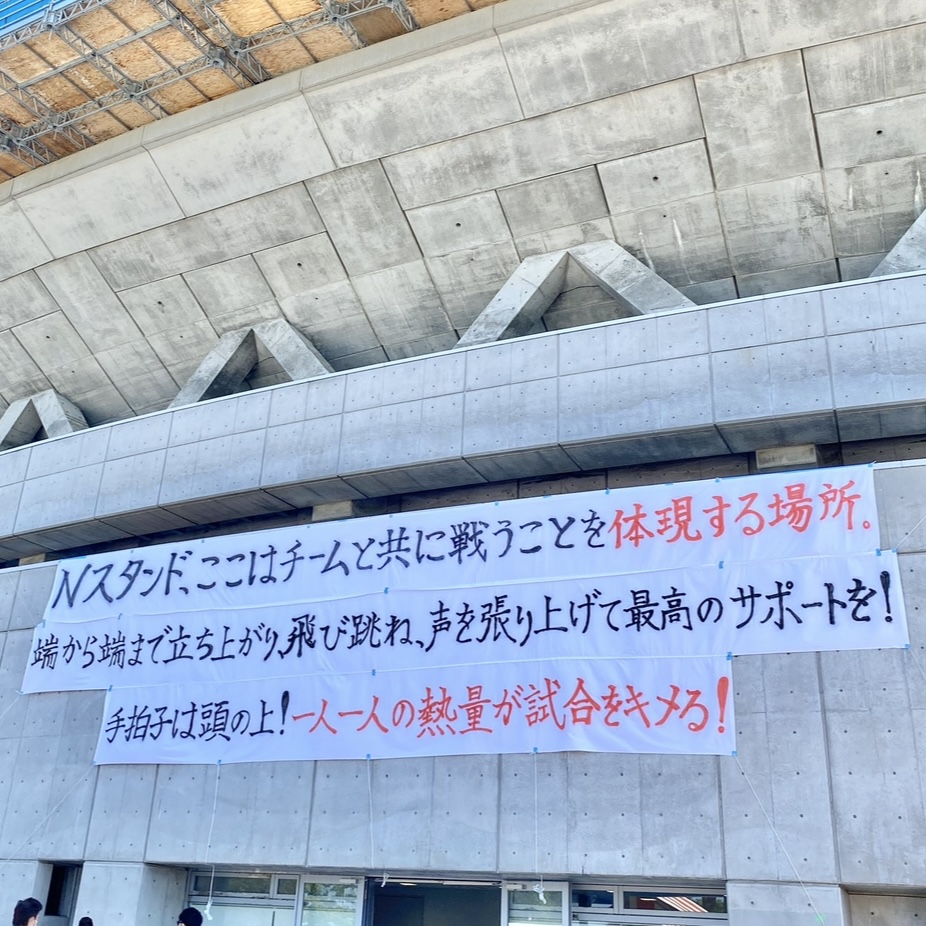 Nスタンド、ここはチームと共に戦うことを体現する場所。
端から端まで立ち上がり、飛び跳ね、声を張り上げて最高のサポートを!
手拍子は頭の上!一人一人の熱量が試合をキメる!